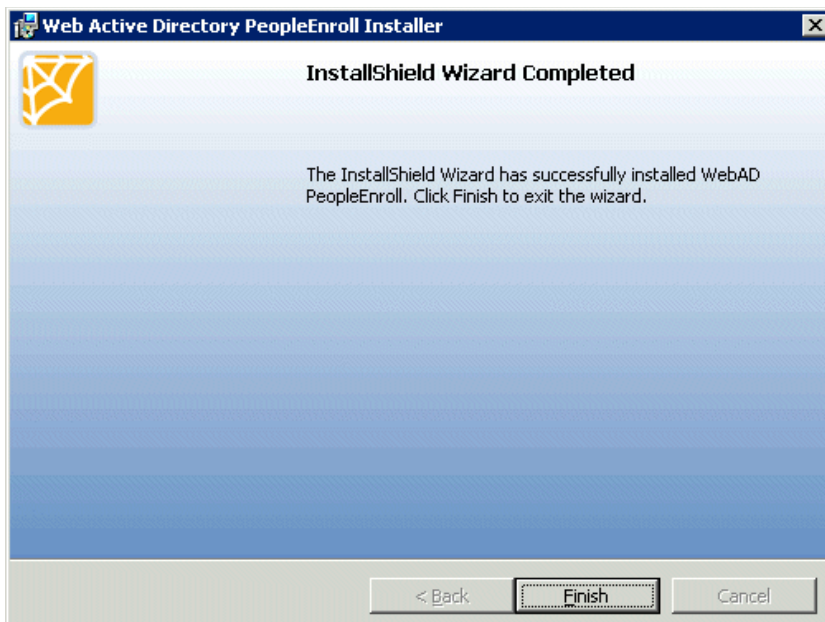 Web Active Directory PeopleEnroll Installer
InstallShield Wizard Completed
The InstallShield Wizard has successfully installed WebAD
PeopleEnroll. Click Finish to exit the wizard.
< Back
Finish
Cancel